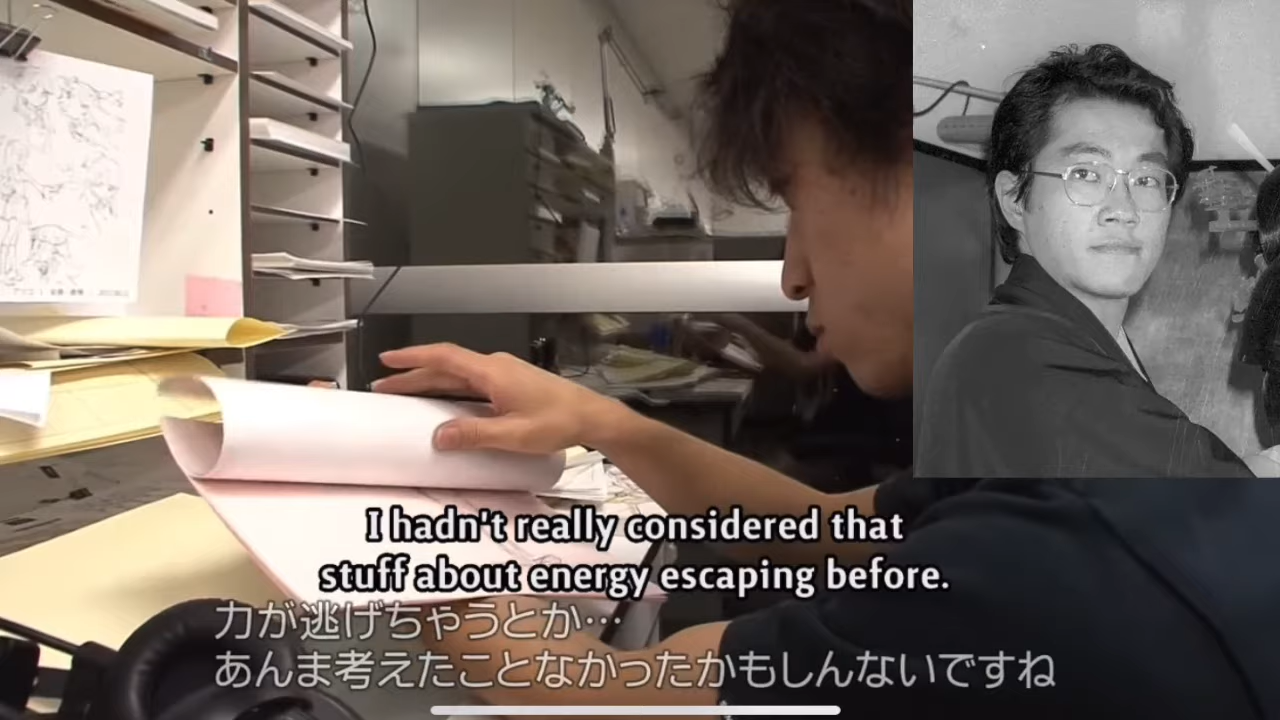 I hadn't really considered that
stuff about energy escaping before.
力が逃げちゃうとか…
あんま考えたことなかったかもしんないですね